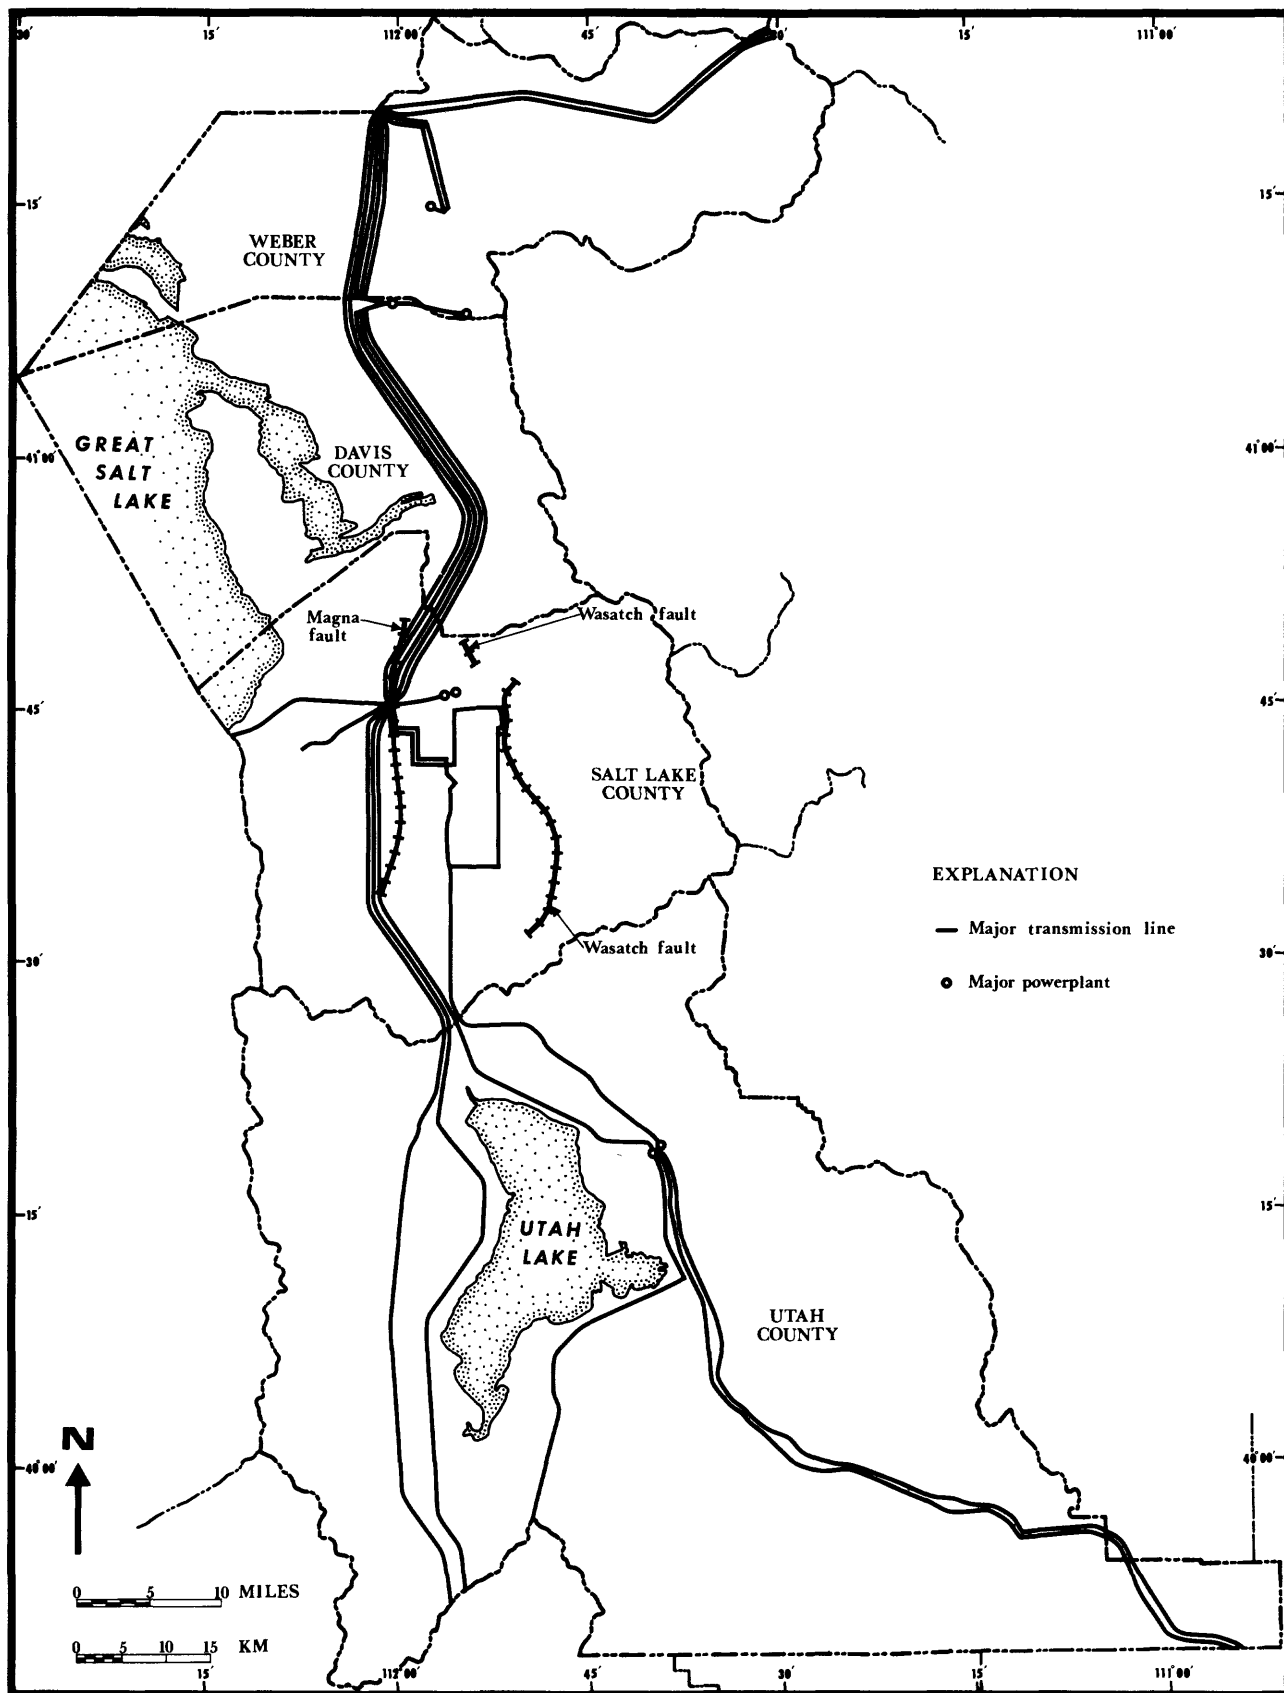 30′
15′
112°00′
45′
30′
15′
111°00′
15′
15′
WEBER
COUNTY
GREAT
SALT
LAKE
DAVIS
COUNTY
41°00′
41°00′
Magna
fault
Wasatch fault
45′
45′
SALT LAKE
COUNTY
EXPLANATION
Major transmission line
Major powerplant
Wasatch fault
30′
30′
15′
15′
UTAH
LAKE
UTAH
COUNTY
N
40°00′
40°00′
0 5 10 MILES
0 5 10 15 KM
15′
112°00′
45′
30′
15′
111°00′